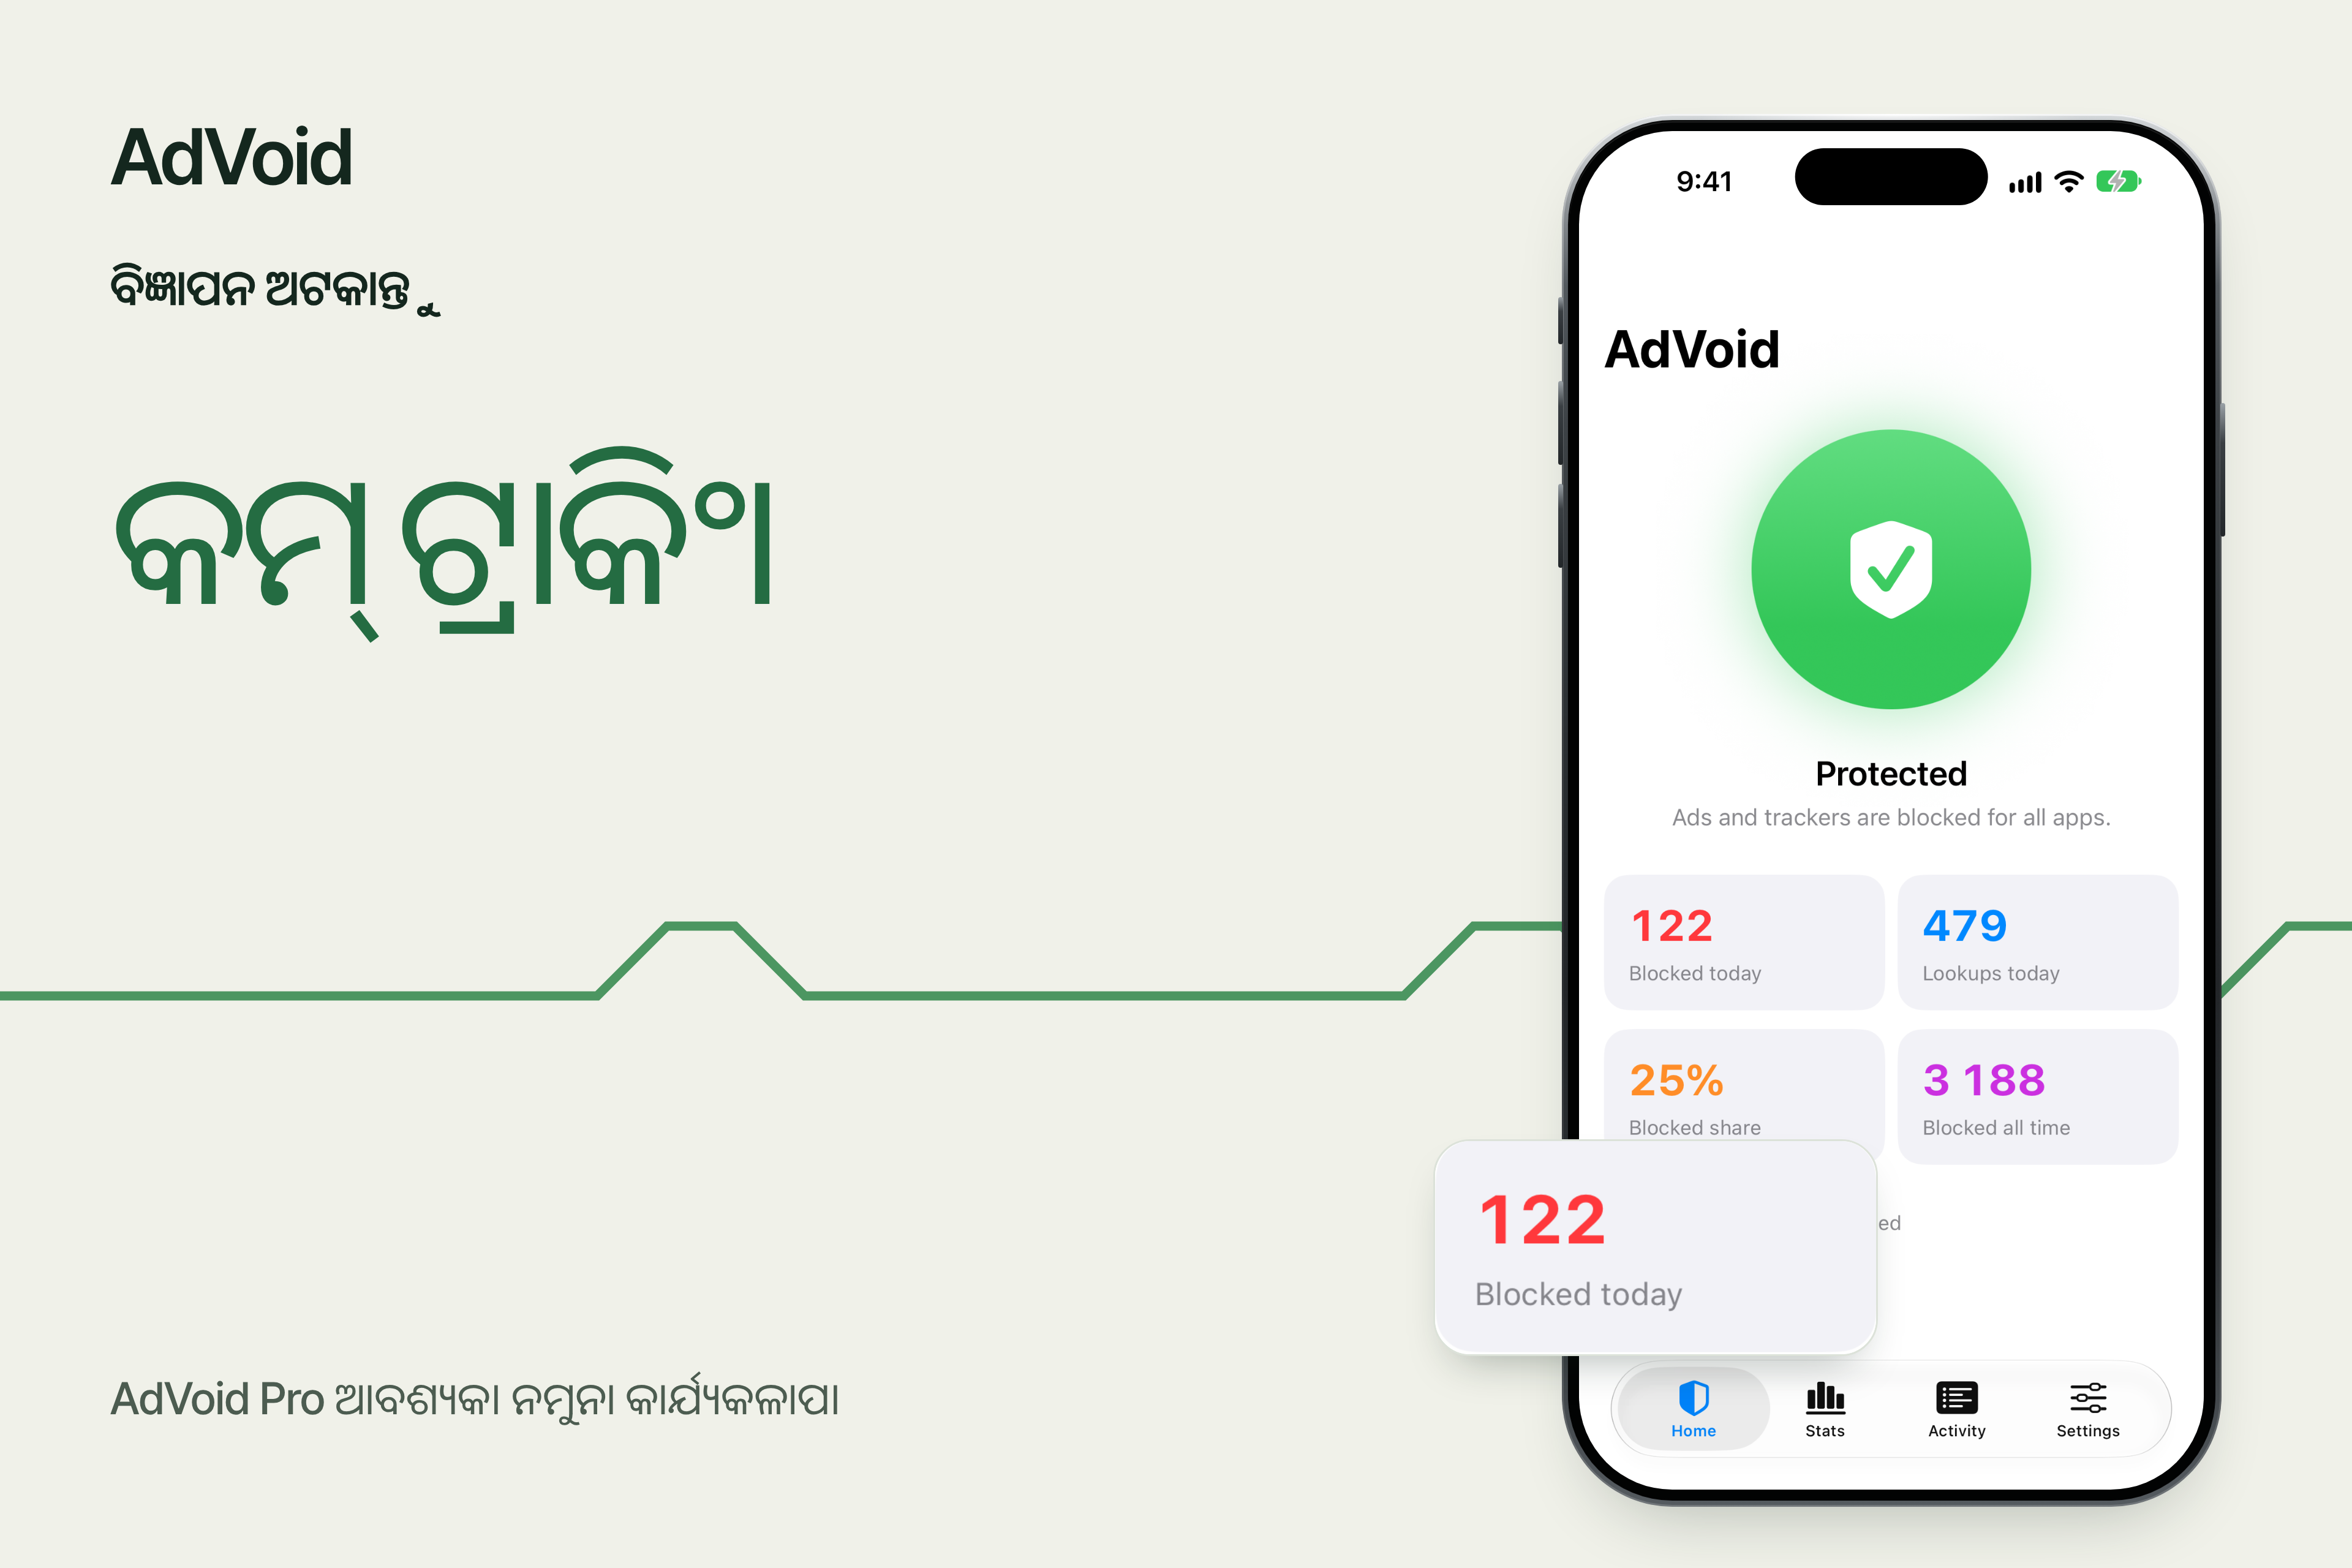 AdVoid
ବିଜ୍ଞାପନ ଅଟକାନ୍ତୁ
କମ୍ ଟ୍ରାକିଂ
AdVoid Pro ଆବଶ୍ୟକ। ନମୁନା କାର୍ଯ୍ୟକଳାପ।
9:41
AdVoid
Protected
Ads and trackers are blocked for all apps.
122
Blocked today
479
Lookups today
25%
Blocked share
3 188
Blocked all time
122
Blocked today
ed
Home
Stats
Activity
Settings